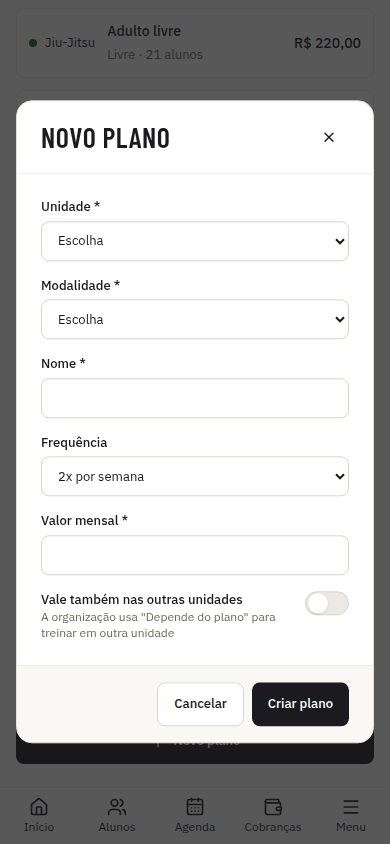 Adulto livre
Jiu-Jitsu
R$ 220,00
Livre · 21 alunos
NOVO PLANO
Unidade *
Escolha
Modalidade *
Escolha
Nome *
Frequência
2x por semana
Valor mensal *
Vale também nas outras unidades
A organização usa "Depende do plano" para
treinar em outra unidade
Cancelar
Criar plano
Início
Alunos
Agenda
Cobranças
Menu